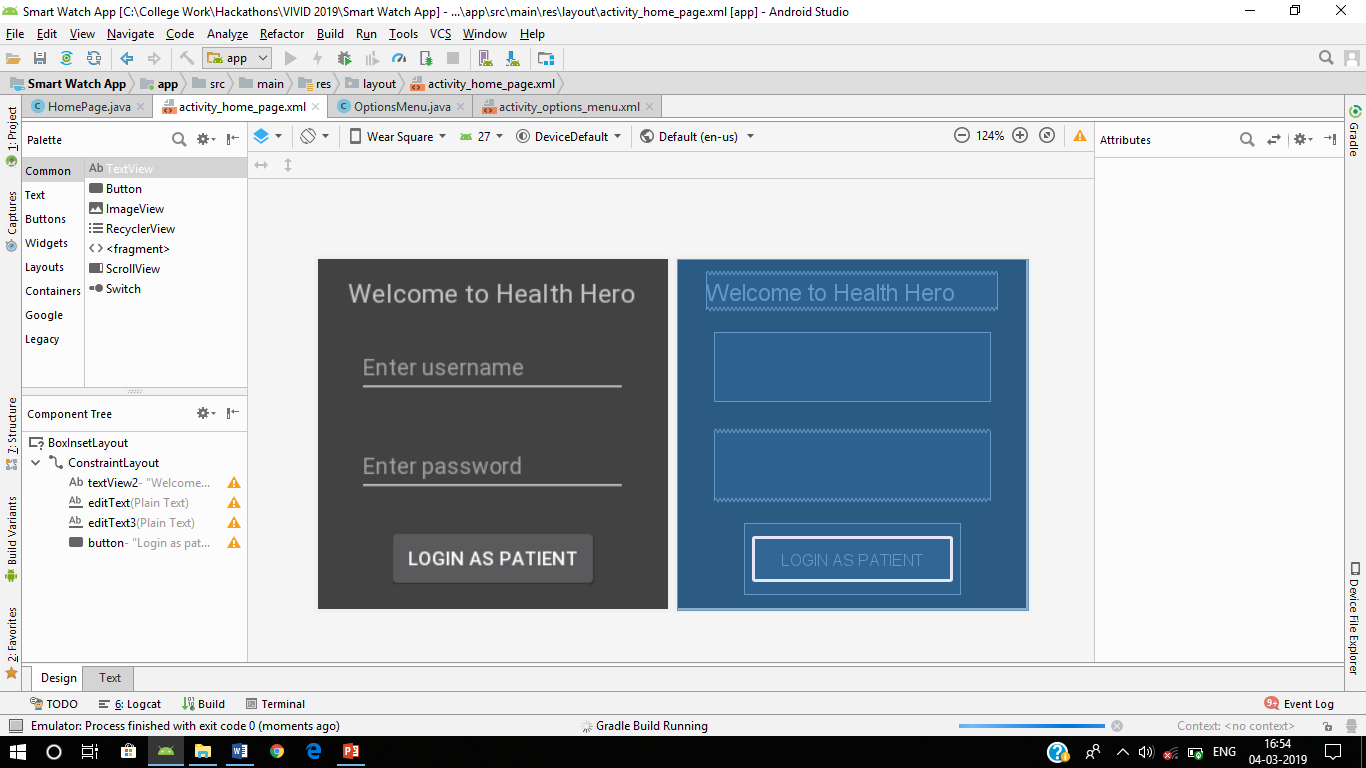 Smart Watch App [C:\College Work\Hackathons\VIVID 2019\Smart Watch App] - ...\app\src\main\res\layout\activity_home_page.xml [app] - Android Studio
File Edit View Navigate Code Analyze Refactor Build Run Tools VCS Window Help
app
Smart Watch App app src main res layout activity_home_page.xml
HomePage.java activity_home_page.xml OptionsMenu.java activity_options_menu.xml
1: Project
Captures
7: Structure
Build Variants
2: Favorites
Palette
Common
Text
Buttons
Widgets
Layouts
Containers
Google
Legacy
Ab TextView
Button
ImageView
RecyclerView
<fragment>
ScrollView
Switch
Wear Square 27 DeviceDefault Default (en-us) 124%
Attributes
Gradle
Device File Explorer
Component Tree
BoxInsetLayout
ConstraintLayout
Ab textView2- "Welcome...
Ab editText(Plain Text)
Ab editText3(Plain Text)
button- "Login as pat...
Welcome to Health Hero
Enter username
Enter password
LOGIN AS PATIENT
Welcome to Health Hero
LOGIN AS PATIENT
Design Text
TODO 6: Logcat Build Terminal 9+ Event Log
Emulator: Process finished with exit code 0 (moments ago) Gradle Build Running Context: <no context>
ENG 16:54
04-03-2019